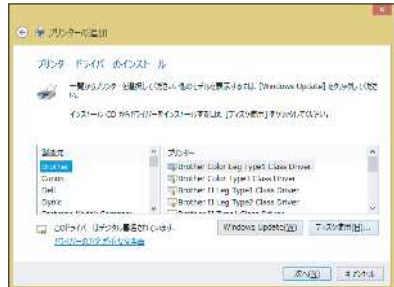 プリンターの追加
プリンター ドライバーのインストール
一覧からプリンターを選択してください。他のモデルを表示するには、[Windows Update] をクリックしてください。
インストール CD からドライバーをインストールするには、[ディスク使用] をクリックしてください。
製造元
Brother
Canon
Dell
Dymo
プリンター
Brother Color Leg Type1 Class Driver
Brother Color Type3 Class Driver
Brother II Leg Type1 Class Driver
Brother II Leg Type2 Class Driver
このドライバーはデジタル署名されています。
Windows Update(W)
ディスク使用(H)...
次へ(N)
キャンセル